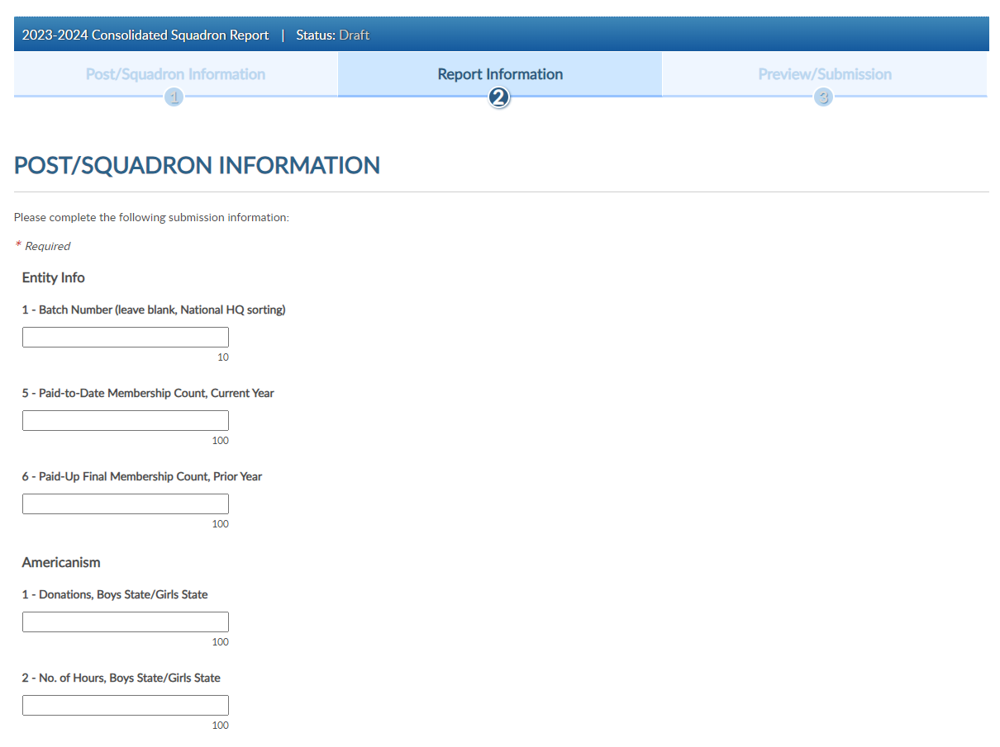 2023-2024 Consolidated Squadron Report | Status: Draft
Post/Squadron Information
Report Information
Preview/Submission
1
2
3
POST/SQUADRON INFORMATION
Please complete the following submission information:
* Required
Entity Info
1 - Batch Number (leave blank, National HQ sorting)
10
5 - Paid-to-Date Membership Count, Current Year
100
6 - Paid-Up Final Membership Count, Prior Year
100
Americanism
1 - Donations, Boys State/Girls State
100
2 - No. of Hours, Boys State/Girls State
100